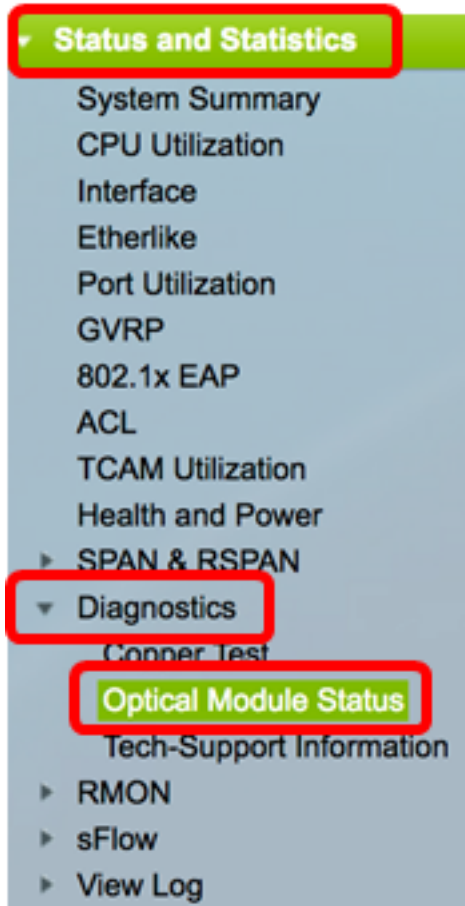 Status and Statistics
System Summary
CPU Utilization
Interface
Etherlike
Port Utilization
GVRP
802.1x EAP
ACL
TCAM Utilization
Health and Power
SPAN & RSPAN
Diagnostics
Copper Test
Optical Module Status
Tech-Support Information
RMON
sFlow
View Log